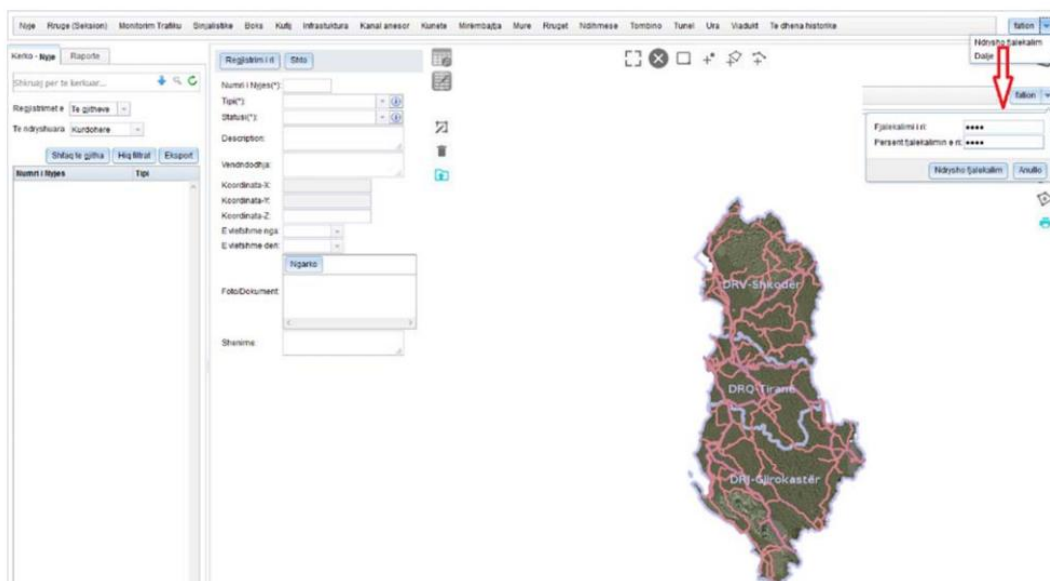 Nyje Rruge (Seksion) Monitorim Trafiku Sinjalistike Boks Kufij Infrastuktura Kanal anesor Kunete Mirembajtja Mure Rruget Ndihmese Tombino Tunel Ura Viadukt Te dhena historike fation
Ndrysho fjalekalim
Dalje
Kerko - Nyje Raporte
Shkruaj per te kerkuar...
Regjistrimet e Te gjitheve
Te ndryshuara Kurdohere
Shfaq te gjitha Hiq filtrat Eksport
Numri i Nyjes Tipi
Regjistrim i ri Shto
Numri i Nyjes(*):
Tipi(*):
Statusi(*):
Description:
Vendndodhja:
Koordinata-X:
Koordinata-Y:
Koordinata-Z:
E vlefshme nga:
E vlefshme deri:
Ngarko
Foto/Dokument:
Shenime:
fation
Fjalekalimi i ri:
Perserit fjalekalimin e ri:
Ndrysho fjalekalim Anullo
DRV-Shkodër
DRQ-Tiranë
DRJ-Gjirokastër